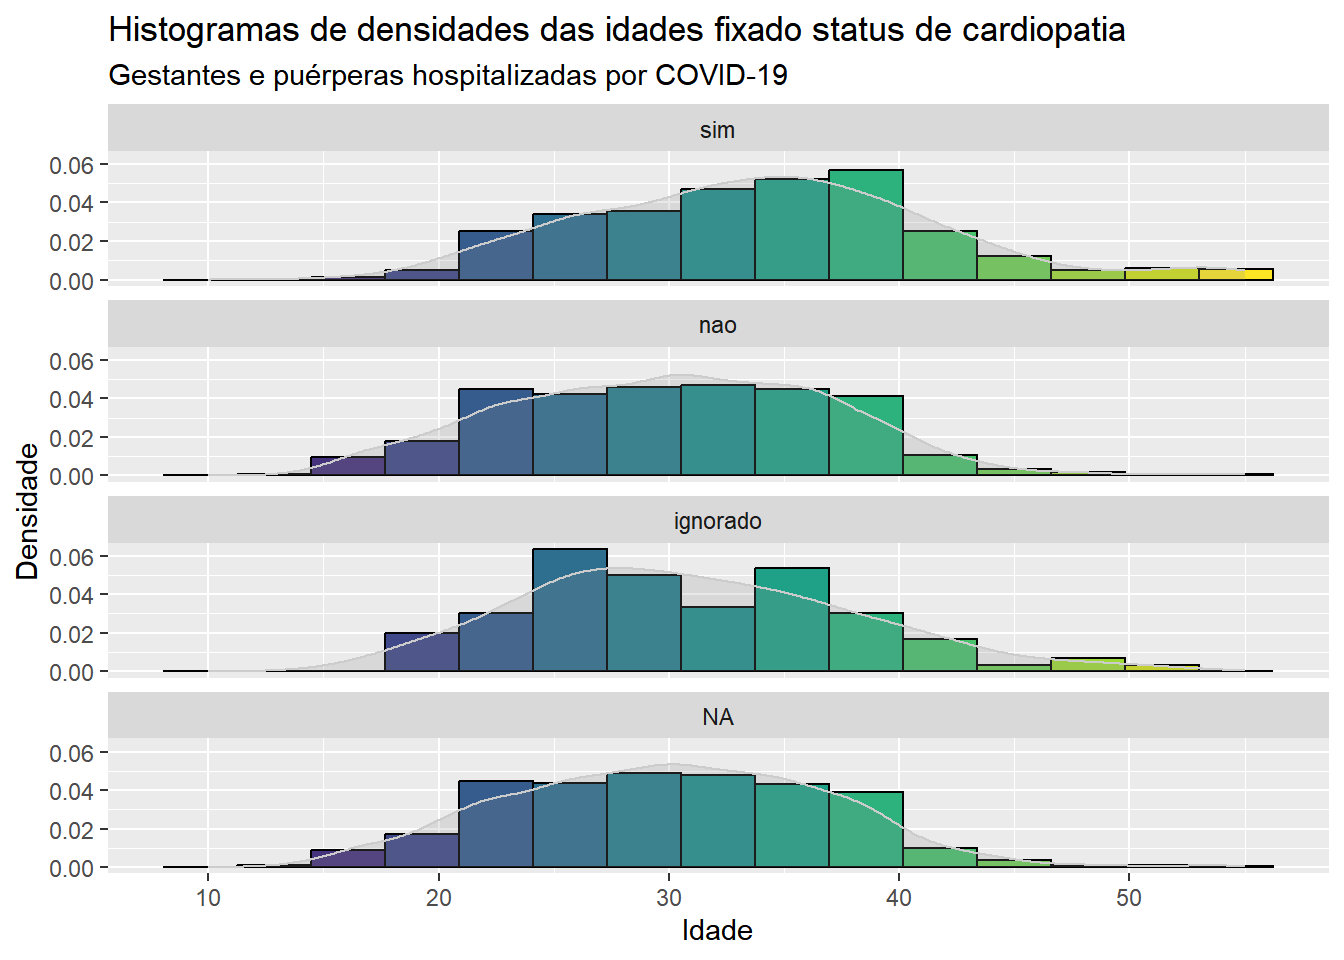 Histogramas de densidades das idades fixado status de cardiopatia
Gestantes e puérperas hospitalizadas por COVID-19
sim
0.06
0.04
0.02
0.00
nao
0.06
0.04
0.02
0.00
ignorado
0.06
0.04
0.02
0.00
NA
0.06
0.04
0.02
0.00
Densidade
10 20 30 40 50
Idade